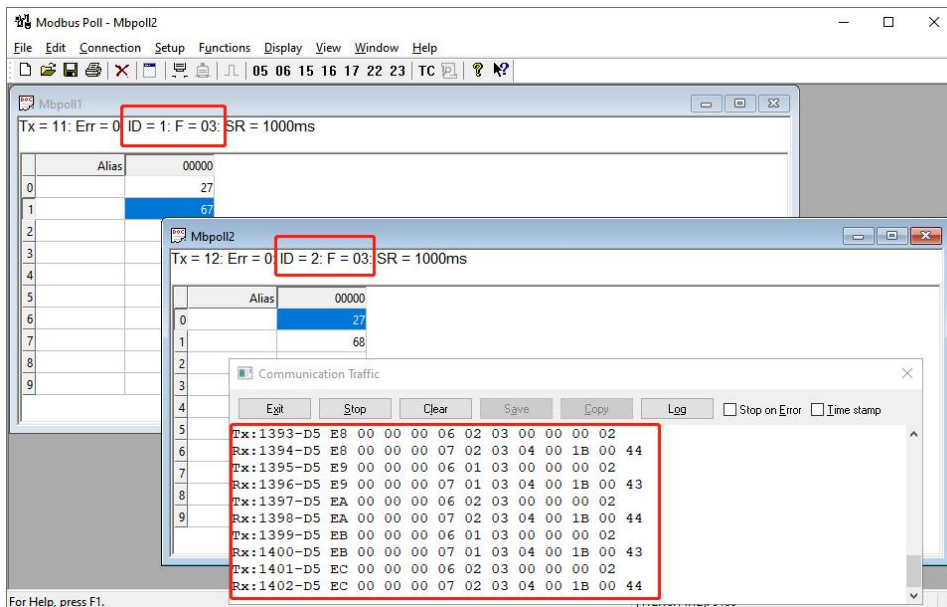 Modbus Poll - Mbpoll2
File Edit Connection Setup Functions Display View Window Help
05 06 15 16 17 22 23 TC
Mbpoll1
Tx = 11: Err = 0: ID = 1: F = 03: SR = 1000ms
Alias 00000
0 27
1 67
2
3
4
5
6
7
8
9
Mbpoll2
Tx = 12: Err = 0: ID = 2: F = 03: SR = 1000ms
Alias 00000
0 27
1 68
2
3
4
5
6
7
8
9
Communication Traffic
Exit Stop Clear Save Copy Log Stop on Error Time stamp
Tx:1393-D5 E8 00 00 00 06 02 03 00 00 00 02
Rx:1394-D5 E8 00 00 00 07 02 03 04 00 1B 00 44
Tx:1395-D5 E9 00 00 00 06 01 03 00 00 00 02
Rx:1396-D5 E9 00 00 00 07 01 03 04 00 1B 00 43
Tx:1397-D5 EA 00 00 00 06 02 03 00 00 00 02
Rx:1398-D5 EA 00 00 00 07 02 03 04 00 1B 00 44
Tx:1399-D5 EB 00 00 00 06 01 03 00 00 00 02
Rx:1400-D5 EB 00 00 00 07 01 03 04 00 1B 00 43
Tx:1401-D5 EC 00 00 00 06 02 03 00 00 00 02
Rx:1402-D5 EC 00 00 00 07 02 03 04 00 1B 00 44
For Help, press F1.